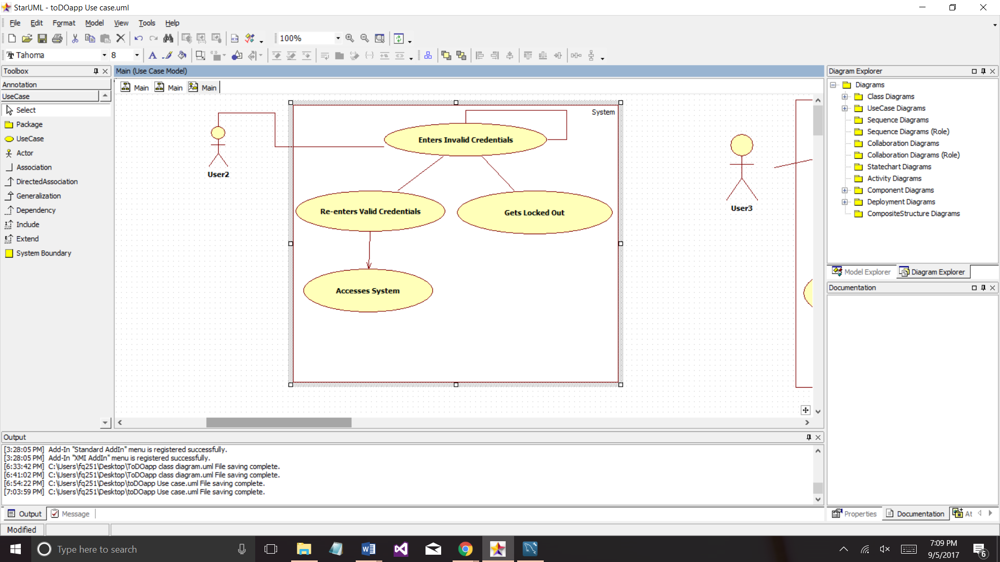 StarUML - toDOapp Use case.uml
File Edit Format Model View Tools Help
100%
Tahoma 8
Toolbox
Annotation
UseCase
Select
Package
UseCase
Actor
Association
DirectedAssociation
Generalization
Dependency
Include
Extend
System Boundary
Main (Use Case Model)
Main Main Main
System
Enters Invalid Credentials
User2
Re-enters Valid Credentials
Gets Locked Out
Accesses System
User3
Diagram Explorer
Diagrams
Class Diagrams
UseCase Diagrams
Sequence Diagrams
Sequence Diagrams (Role)
Collaboration Diagrams
Collaboration Diagrams (Role)
Statechart Diagrams
Activity Diagrams
Component Diagrams
Deployment Diagrams
CompositeStructure Diagrams
Model Explorer Diagram Explorer
Documentation
Output
[3:28:05 PM] Add-In "Standard AddIn" menu is registered successfully.
[3:28:05 PM] Add-In "XMI AddIn" menu is registered successfully.
[6:33:42 PM] C:\Users\fq251\Desktop\ToDOapp class diagram.uml File saving complete.
[6:41:02 PM] C:\Users\fq251\Desktop\ToDOapp class diagram.uml File saving complete.
[6:54:22 PM] C:\Users\fq251\Desktop\toDOapp Use case.uml File saving complete.
[7:03:59 PM] C:\Users\fq251\Desktop\toDOapp Use case.uml File saving complete.
Output Message
Properties Documentation At
Modified
Type here to search
7:09 PM
9/5/2017
6